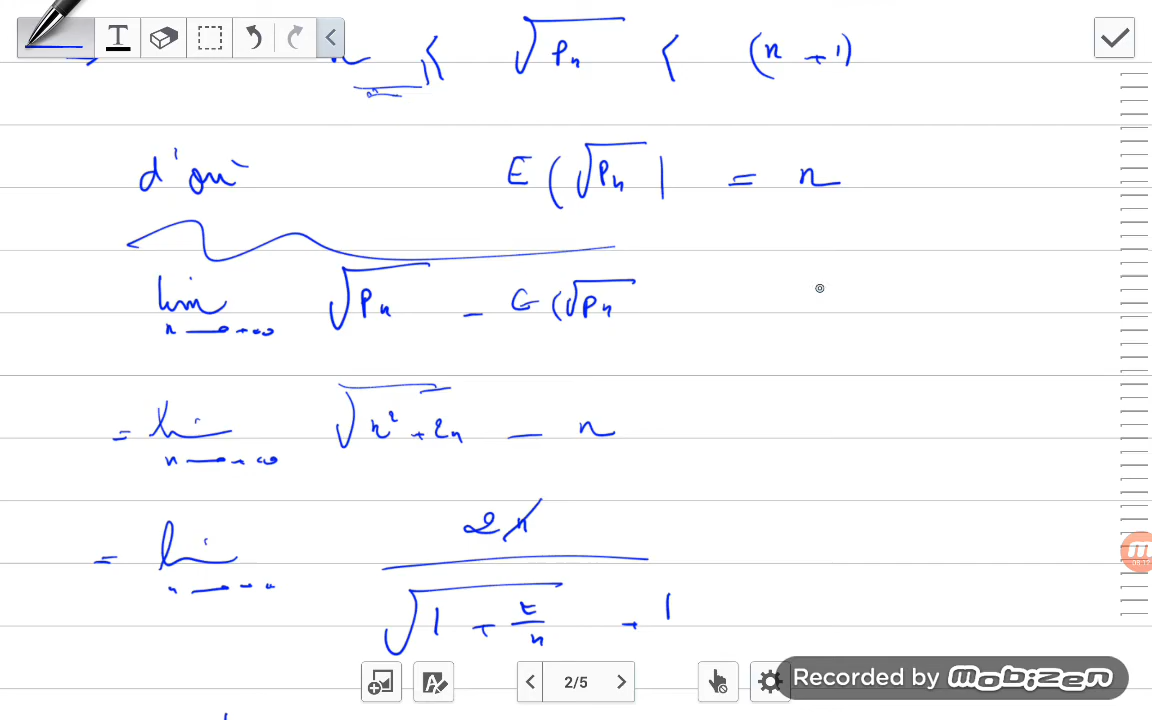 T
n ⩽ √Pn < (n + 1)
d'où E(√Pn) = n
lim n→+∞ √Pn - E(√Pn
= lim n→+∞ √n² + 2n - n
= lim 2n / √1 + 2/n + 1
2/5
Recorded by mobizen